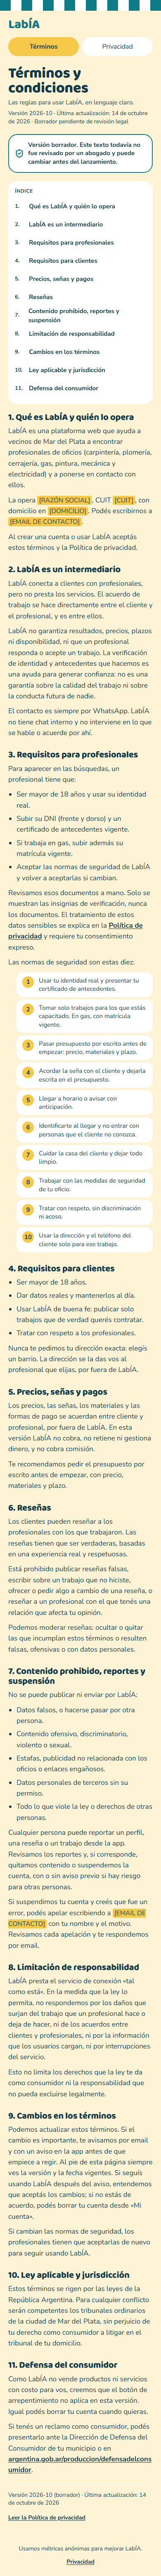 LabÍA
Términos
Privacidad
Términos y
condiciones
Las reglas para usar LabÍA, en lenguaje claro.
Versión 2026-10 · Última actualización: 14 de octubre
de 2026 · Borrador pendiente de revisión legal
Versión borrador. Este texto todavía no
fue revisado por un abogado y puede
cambiar antes del lanzamiento.
ÍNDICE
1. Qué es LabÍA y quién lo opera
2. LabÍA es un intermediario
3. Requisitos para profesionales
4. Requisitos para clientes
5. Precios, señas y pagos
6. Reseñas
7. Contenido prohibido, reportes y
suspensión
8. Limitación de responsabilidad
9. Cambios en los términos
10. Ley aplicable y jurisdicción
11. Defensa del consumidor
1. Qué es LabÍA y quién lo opera
LabÍA es una plataforma web que ayuda a
vecinos de Mar del Plata a encontrar
profesionales de oficios (carpintería, plomería,
cerrajería, gas, pintura, mecánica y
electricidad) y a ponerse en contacto con
ellos.
La opera [RAZÓN SOCIAL], CUIT [CUIT], con
domicilio en [DOMICILIO]. Podés escribirnos a
[EMAIL DE CONTACTO].
Al crear una cuenta o usar LabÍA aceptás
estos términos y la Política de privacidad.
2. LabÍA es un intermediario
LabÍA conecta a clientes con profesionales,
pero no presta los servicios. El acuerdo de
trabajo se hace directamente entre el cliente y
el profesional, y es entre ellos.
LabÍA no garantiza resultados, precios, plazos
ni disponibilidad, ni que un profesional
responda o acepte un trabajo. La verificación
de identidad y antecedentes que hacemos es
una ayuda para generar confianza: no es una
garantía sobre la calidad del trabajo ni sobre
la conducta futura de nadie.
El contacto es siempre por WhatsApp. LabÍA
no tiene chat interno y no interviene en lo que
se hable o acuerde por ahí.
3. Requisitos para profesionales
Para aparecer en las búsquedas, un
profesional tiene que:
• Ser mayor de 18 años y usar su identidad
real.
• Subir su DNI (frente y dorso) y un
certificado de antecedentes vigente.
• Si trabaja en gas, subir además su
matrícula vigente.
• Aceptar las normas de seguridad de LabÍA
y volver a aceptarlas si cambian.
Revisamos esos documentos a mano. Solo se
muestran las insignias de verificación, nunca
los documentos. El tratamiento de estos
datos sensibles se explica en la Política de
privacidad y requiere tu consentimiento
expreso.
Las normas de seguridad son estas diez:
1 Usar tu identidad real y presentar tu
certificado de antecedentes.
2 Tomar solo trabajos para los que estás
capacitado. En gas, con matrícula
vigente.
3 Pasar presupuesto por escrito antes de
empezar: precio, materiales y plazo.
4 Acordar la seña con el cliente y dejarla
escrita en el presupuesto.
5 Llegar a horario o avisar con
anticipación.
6 Identificarte al llegar y no entrar con
personas que el cliente no conozca.
7 Cuidar la casa del cliente y dejar todo
limpio.
8 Trabajar con las medidas de seguridad
de tu oficio.
9 Tratar con respeto, sin discriminación
ni acoso.
10 Usar la dirección y el teléfono del
cliente solo para ese trabajo.
4. Requisitos para clientes
• Ser mayor de 18 años.
• Dar datos reales y mantenerlos al día.
• Usar LabÍA de buena fe: publicar solo
trabajos que de verdad querés contratar.
• Tratar con respeto a los profesionales.
Nunca te pedimos tu dirección exacta: elegís
un barrio. La dirección se la das vos al
profesional que elijas, por fuera de LabÍA.
5. Precios, señas y pagos
Los precios, las señas, los materiales y las
formas de pago se acuerdan entre cliente y
profesional, por fuera de LabÍA. En esta
versión LabÍA no cobra, no retiene ni gestiona
dinero, y no cobra comisión.
Te recomendamos pedir el presupuesto por
escrito antes de empezar, con precio,
materiales y plazo.
6. Reseñas
Los clientes pueden reseñar a los
profesionales con los que trabajaron. Las
reseñas tienen que ser verdaderas, basadas
en una experiencia real y respetuosas.
Está prohibido publicar reseñas falsas,
escribir sobre un trabajo que no hiciste,
ofrecer o pedir algo a cambio de una reseña, o
reseñar a un profesional con el que tenés una
relación que afecta tu opinión.
Podemos moderar reseñas: ocultar o quitar
las que incumplan estos términos o resulten
falsas, ofensivas o con datos personales.
7. Contenido prohibido, reportes y
suspensión
No se puede publicar ni enviar por LabÍA:
• Datos falsos, o hacerse pasar por otra
persona.
• Contenido ofensivo, discriminatorio,
violento o sexual.
• Estafas, publicidad no relacionada con los
oficios o enlaces engañosos.
• Datos personales de terceros sin su
permiso.
• Todo lo que viole la ley o derechos de otras
personas.
Cualquier persona puede reportar un perfil,
una reseña o un trabajo desde la app.
Revisamos los reportes y, si corresponde,
quitamos contenido o suspendemos la
cuenta, con o sin aviso previo si hay riesgo
para otras personas.
Si suspendimos tu cuenta y creés que fue un
error, podés apelar escribiendo a [EMAIL DE
CONTACTO] con tu nombre y el motivo.
Revisamos cada apelación y te respondemos
por email.
8. Limitación de responsabilidad
LabÍA presta el servicio de conexión «tal
como está». En la medida que la ley lo
permita, no respondemos por los daños que
surjan del trabajo que un profesional hace o
deja de hacer, ni de los acuerdos entre
clientes y profesionales, ni por la información
que los usuarios cargan, ni por interrupciones
del servicio.
Esto no limita los derechos que la ley te da
como consumidor ni la responsabilidad que
no pueda excluirse legalmente.
9. Cambios en los términos
Podemos actualizar estos términos. Si el
cambio es importante, te avisamos por email
y con un aviso en la app antes de que
empiece a regir. Al pie de esta página siempre
ves la versión y la fecha vigentes. Si seguís
usando LabÍA después del aviso, entendemos
que aceptás los cambios; si no estás de
acuerdo, podés borrar tu cuenta desde «Mi
cuenta».
Si cambian las normas de seguridad, los
profesionales tienen que aceptarlas de nuevo
para seguir usando LabÍA.
10. Ley aplicable y jurisdicción
Estos términos se rigen por las leyes de la
República Argentina. Para cualquier conflicto
serán competentes los tribunales ordinarios
de la ciudad de Mar del Plata, sin perjuicio de
tu derecho como consumidor a litigar en el
tribunal de tu domicilio.
11. Defensa del consumidor
Como LabÍA no vende productos ni servicios
con costo para vos, creemos que el botón de
arrepentimiento no aplica en esta versión.
Igual podés borrar tu cuenta cuando quieras.
Si tenés un reclamo como consumidor, podés
presentarlo ante la Dirección de Defensa del
Consumidor de tu municipio o en
argentina.gob.ar/produccion/defensadelcons
umidor.
Versión 2026-10 (borrador) · Última actualización: 14
de octubre de 2026
Leer la Política de privacidad
Usamos métricas anónimas para mejorar LabÍA.
Privacidad